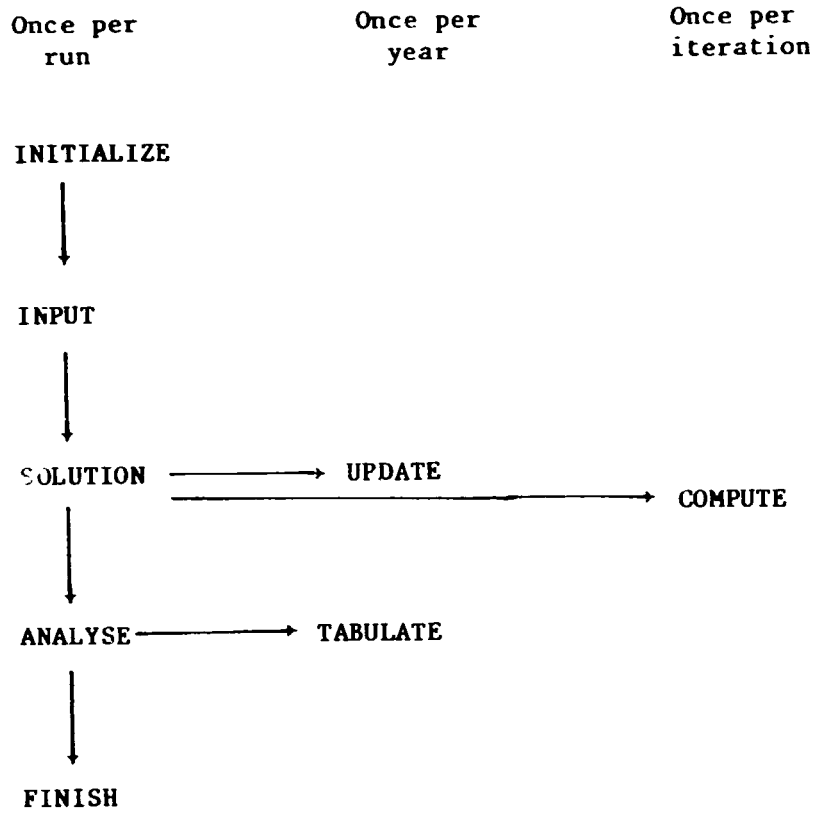 Once per
run
Once per
year
Once per
iteration
INITIALIZE
INPUT
SOLUTION
UPDATE
COMPUTE
ANALYSE
TABULATE
FINISH